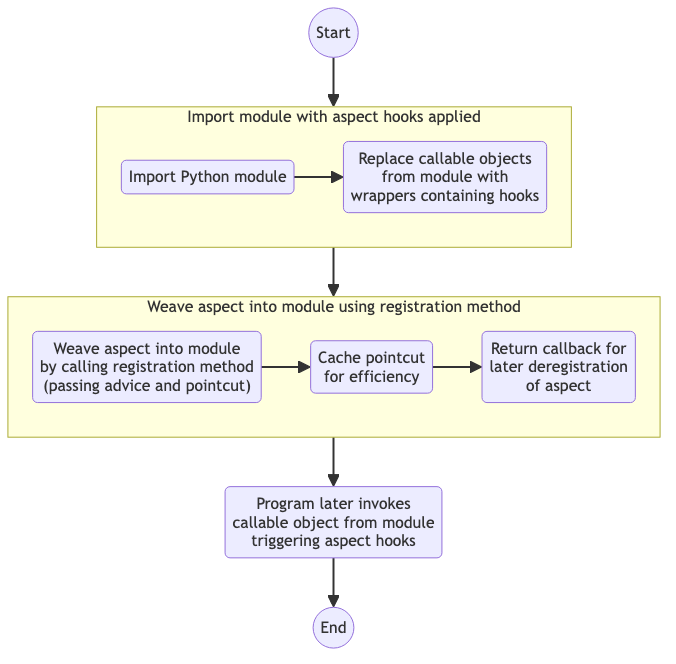 Start
Import module with aspect hooks applied
Import Python module
Replace callable objects
from module with
wrappers containing hooks
Weave aspect into module using registration method
Weave aspect into module
by calling registration method
(passing advice and pointcut)
Cache pointcut
for efficiency
Return callback for
later deregistration
of aspect
Program later invokes
callable object from module
triggering aspect hooks
End